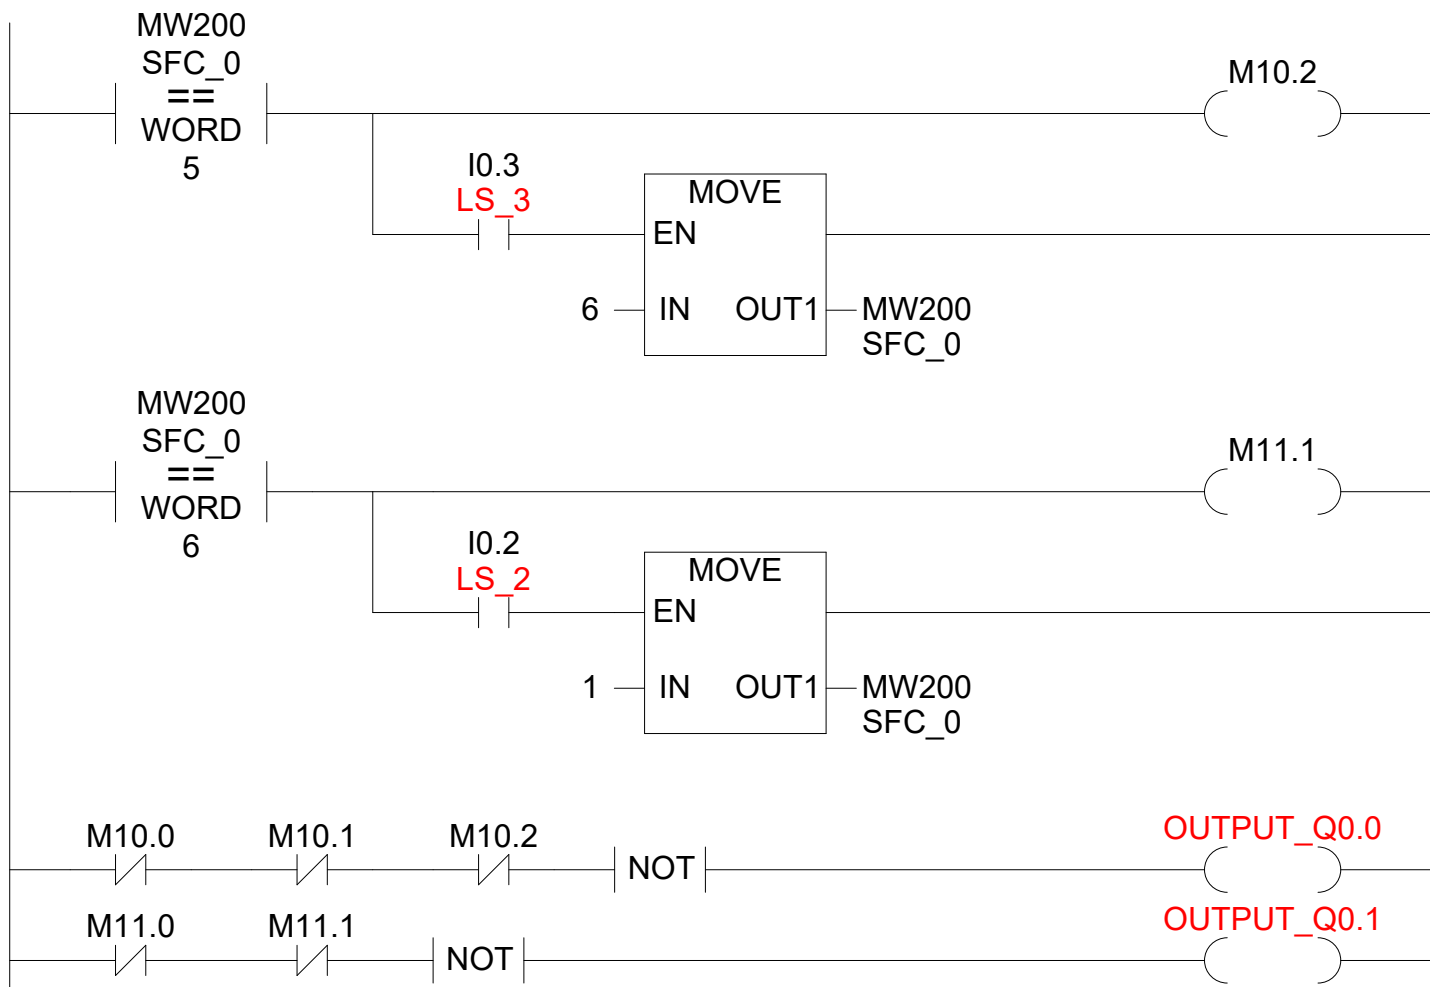 MW200
SFC_0
==
WORD
5
M10.2
I0.3
LS_3
MOVE
EN
6 IN OUT1 MW200
SFC_0
MW200
SFC_0
==
WORD
6
M11.1
I0.2
LS_2
MOVE
EN
1 IN OUT1 MW200
SFC_0
M10.0 M10.1 M10.2 OUTPUT_Q0.0
NOT
M11.0 M11.1 OUTPUT_Q0.1
NOT